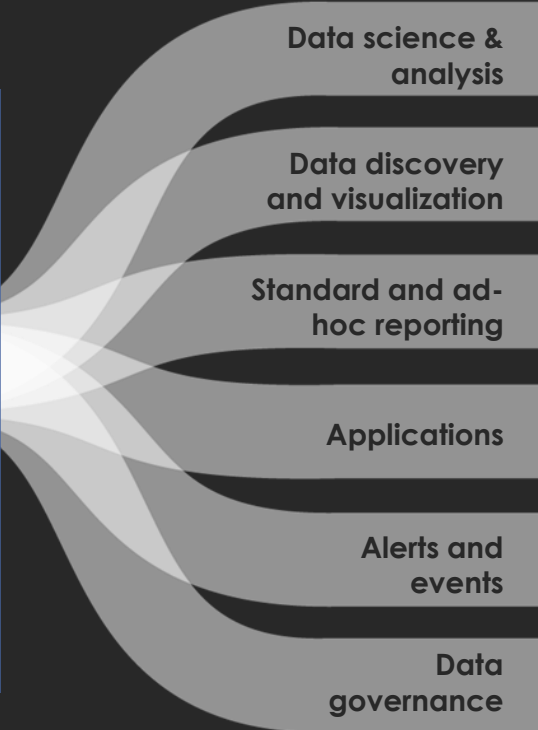 Data science &
analysis
Data discovery
and visualization
Standard and ad-
hoc reporting
Applications
Alerts and
events
Data
governance